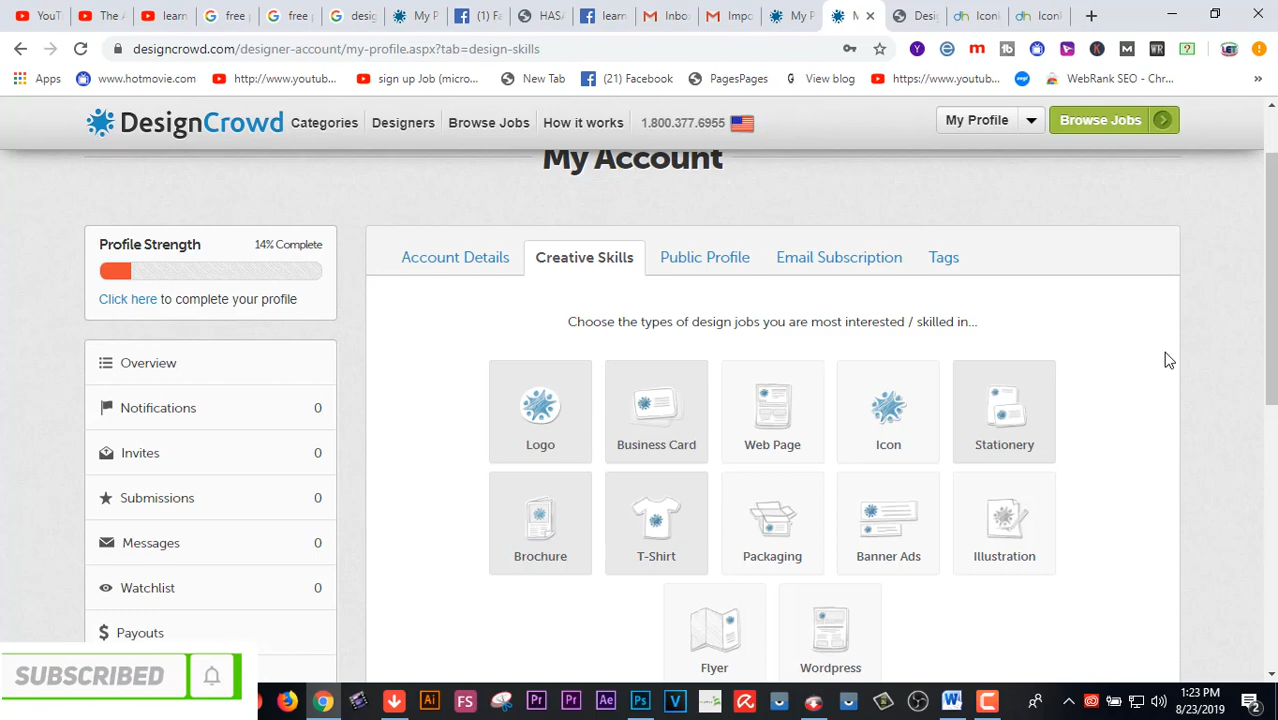 YouT
The A
learn
free
free
desig
My P
(1) Fa
HAS
learn
Inbo
Impo
My P
M
Desi
Iconl
Iconl
designcrowd.com/designer-account/my-profile.aspx?tab=design-skills
Apps
www.hotmovie.com
http://www.youtub...
sign up Job (micro...
New Tab
(21) Facebook
PagesPages
View blog
https://www.youtub...
WebRank SEO - Chr...
DesignCrowd
Categories
Designers
Browse Jobs
How it works
1.800.377.6955
My Profile
Browse Jobs
My Account
Profile Strength
14% Complete
Click here to complete your profile
Overview
Notifications 0
Invites 0
Submissions 0
Messages 0
Watchlist 0
$ Payouts
Account Details
Creative Skills
Public Profile
Email Subscription
Tags
Choose the types of design jobs you are most interested / skilled in...
Logo
Business Card
Web Page
Icon
Stationery
Brochure
T-Shirt
Packaging
Banner Ads
Illustration
Flyer
Wordpress
SUBSCRIBED
1:23 PM
8/23/2019